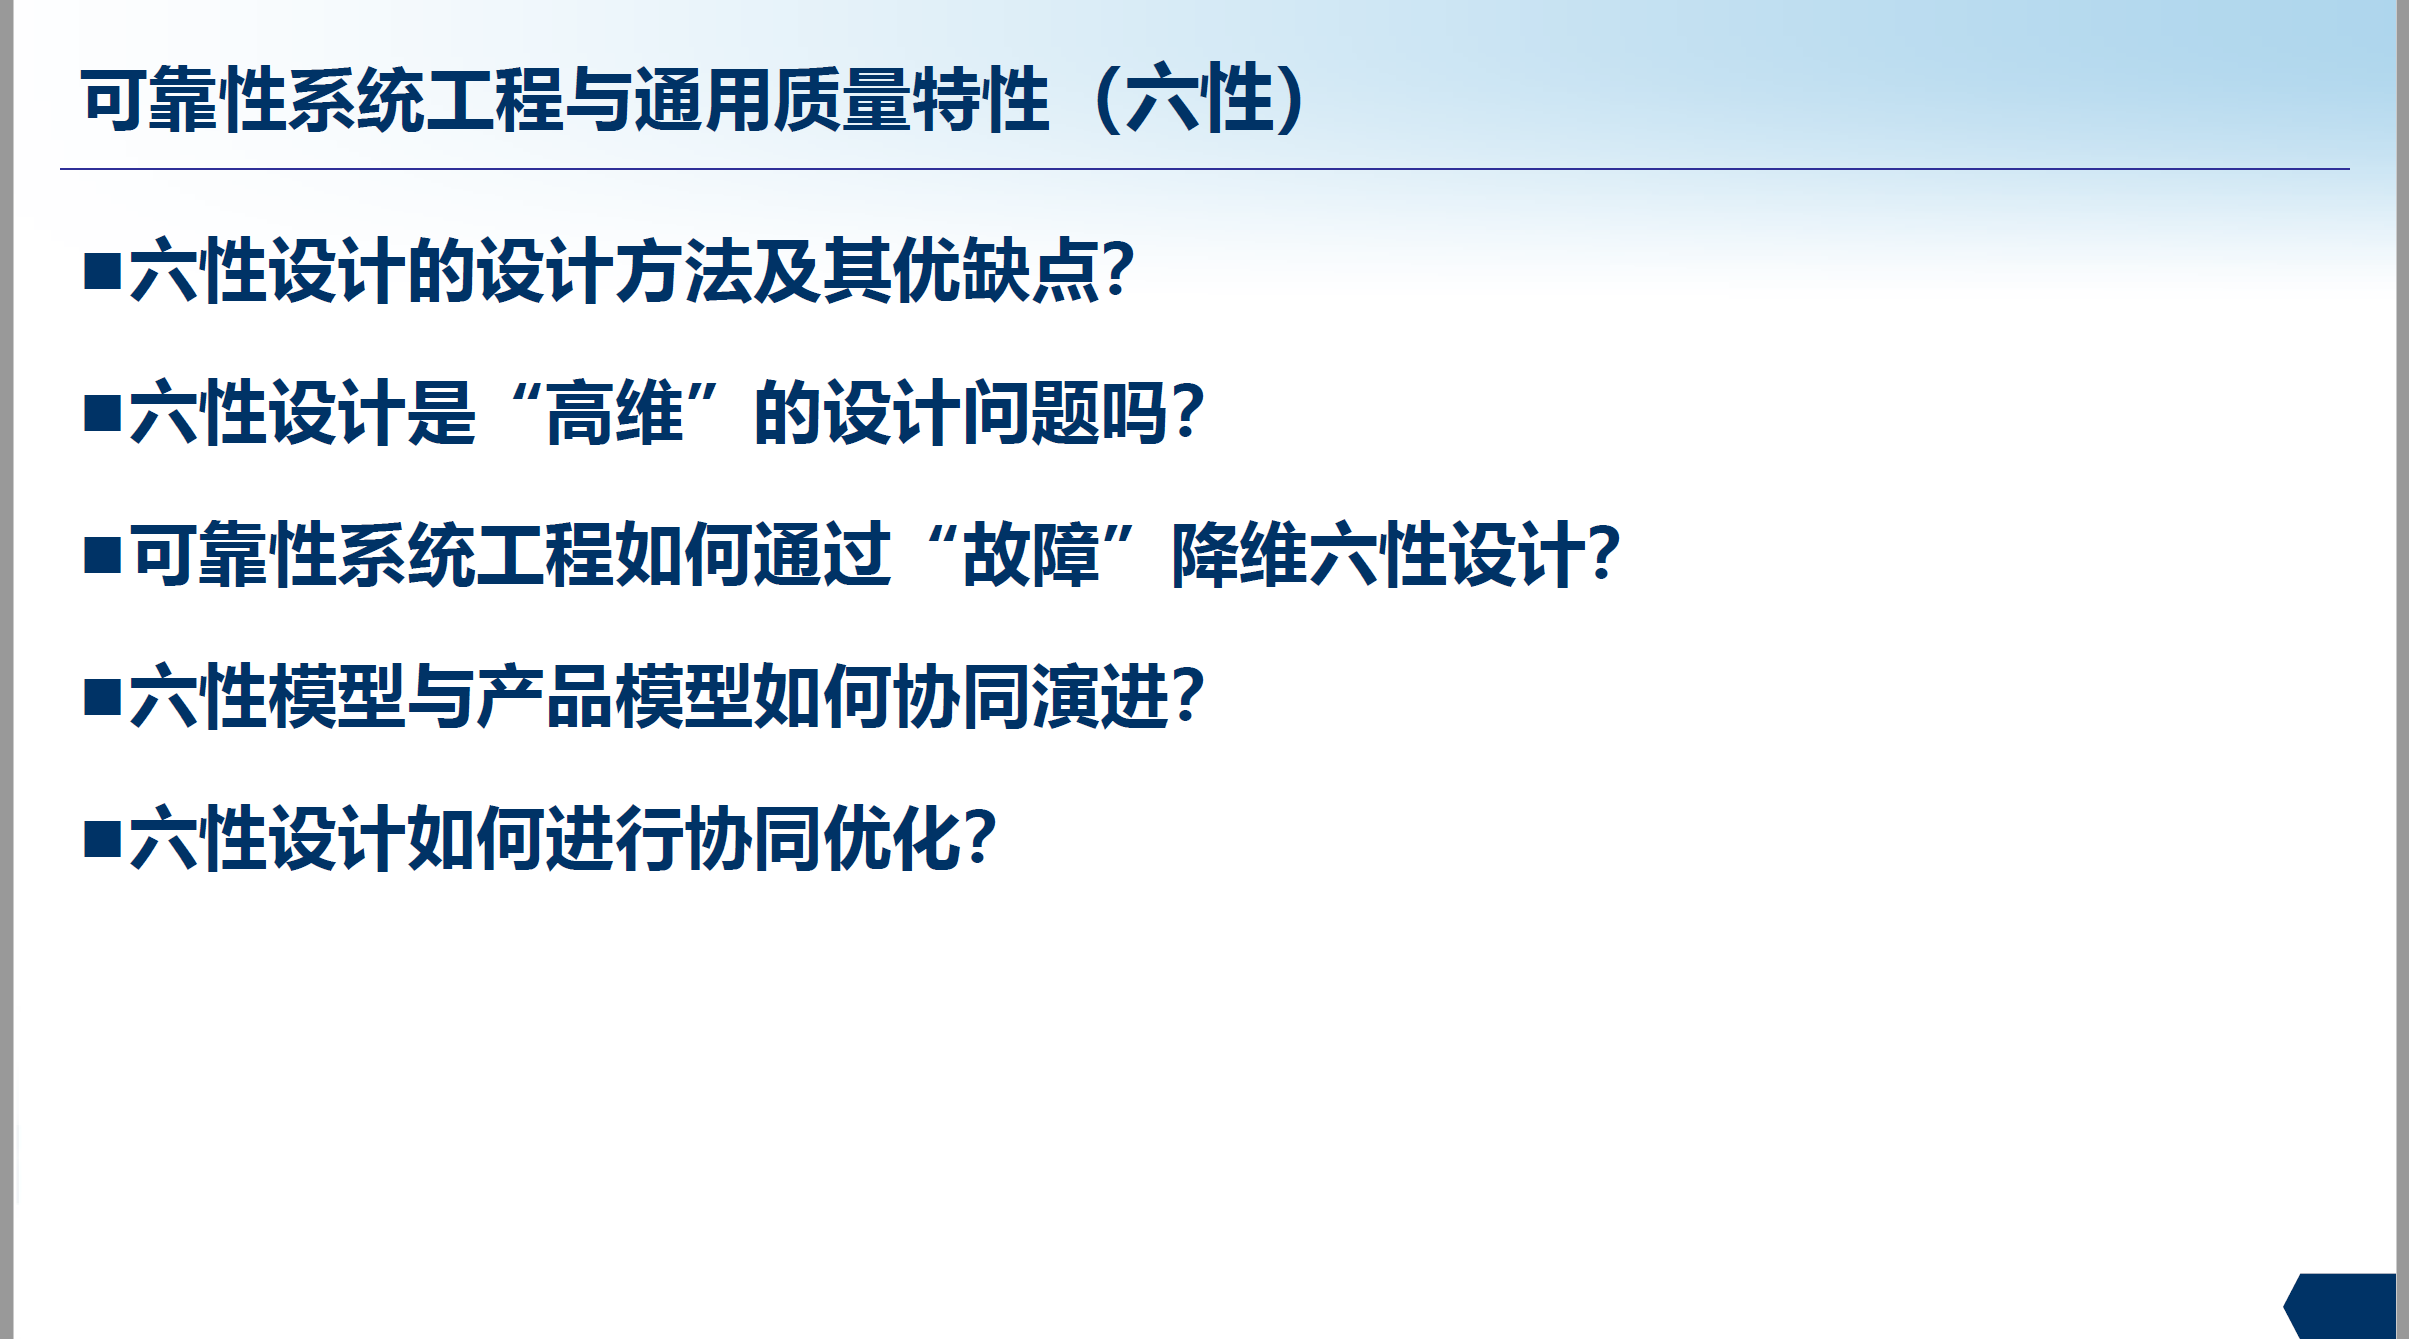 可靠性系统工程与通用质量特性（六性）
■六性设计的设计方法及其优缺点？
■六性设计是“高维”的设计问题吗？
■可靠性系统工程如何通过“故障”降维六性设计？
■六性模型与产品模型如何协同演进？
■六性设计如何进行协同优化？